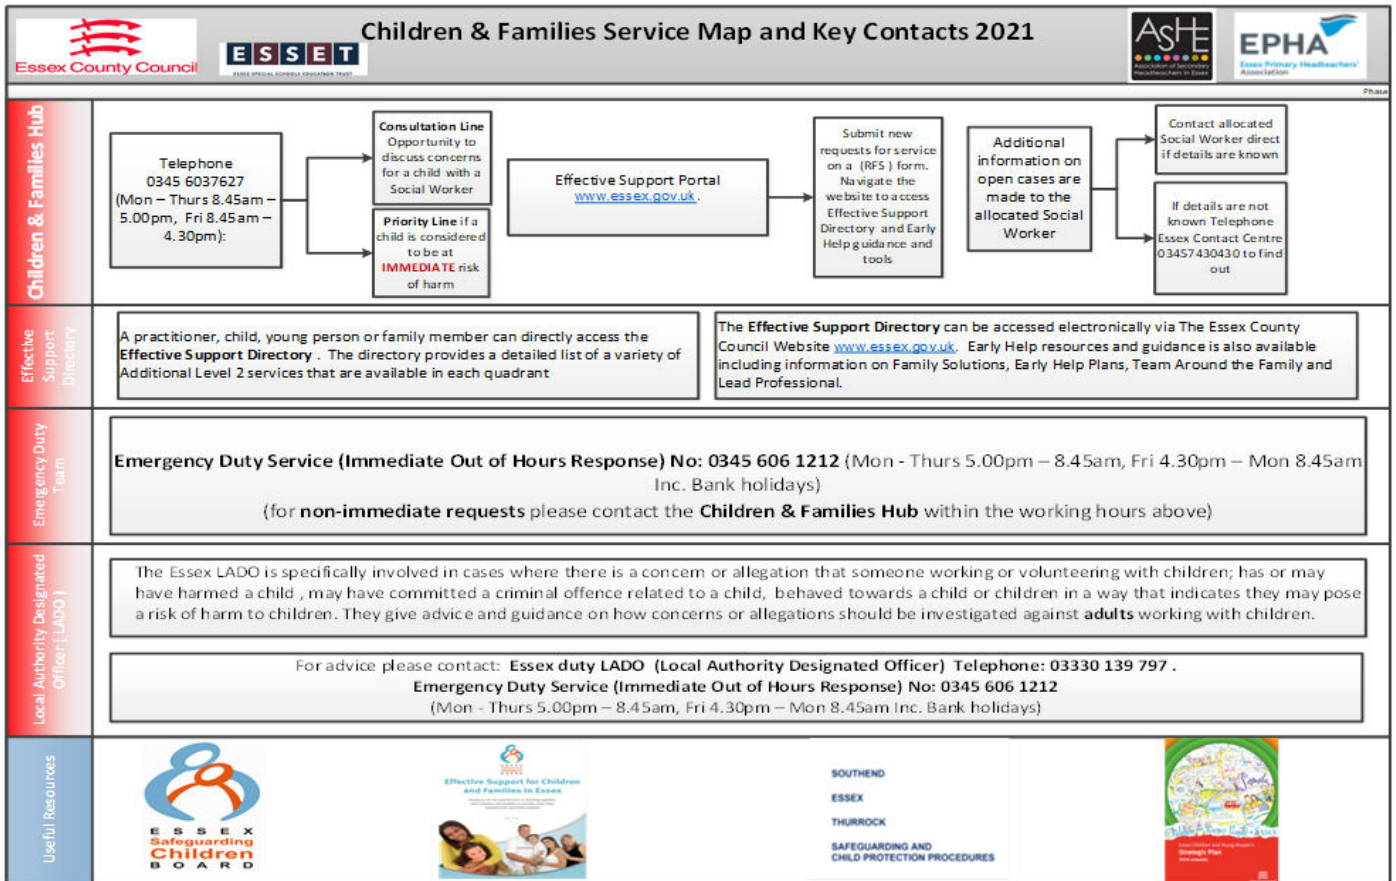 Children & Families Service Map and Key Contacts 2021
Essex County Council
ESSET
ESSEX SPECIAL SCHOOLS EDUCATION TRUST
ASHE
Association of Secondary
Headteachers in Essex
EPHA
Essex Primary Headteachers'
Association
Phase
Children & Families Hub
Telephone
0345 6037627
(Mon – Thurs 8.45am –
5.00pm, Fri 8.45am –
4.30pm):
Consultation Line
Opportunity to
discuss concerns
for a child with a
Social Worker
Priority Line if a
child is considered
to be at
IMMEDIATE risk
of harm
Effective Support Portal
www.essex.gov.uk .
Submit new
requests for service
on a (RFS ) form.
Navigate the
website to access
Effective Support
Directory and Early
Help guidance and
tools
Additional
information on
open cases are
made to the
allocated Social
Worker
Contact allocated
Social Worker direct
if details are known
If details are not
known Telephone
Essex Contact Centre
03457430430 to find
out
Effective
Support
Directory
A practitioner, child, young person or family member can directly access the
Effective Support Directory . The directory provides a detailed list of a variety of
Additional Level 2 services that are available in each quadrant
The Effective Support Directory can be accessed electronically via The Essex County
Council Website www.essex.gov.uk. Early Help resources and guidance is also available
including information on Family Solutions, Early Help Plans, Team Around the Family and
Lead Professional.
Emergency Duty
Team
Emergency Duty Service (Immediate Out of Hours Response) No: 0345 606 1212 (Mon - Thurs 5.00pm – 8.45am, Fri 4.30pm – Mon 8.45am
Inc. Bank holidays)
(for non-immediate requests please contact the Children & Families Hub within the working hours above)
Local Authority Designated
Officer [ LADO ]
The Essex LADO is specifically involved in cases where there is a concern or allegation that someone working or volunteering with children; has or may
have harmed a child , may have committed a criminal offence related to a child, behaved towards a child or children in a way that indicates they may pose
a risk of harm to children. They give advice and guidance on how concerns or allegations should be investigated against adults working with children.
For advice please contact: Essex duty LADO (Local Authority Designated Officer) Telephone: 03330 139 797 .
Emergency Duty Service (Immediate Out of Hours Response) No: 0345 606 1212
(Mon - Thurs 5.00pm – 8.45am, Fri 4.30pm – Mon 8.45am Inc. Bank holidays)
Useful Resources
ESSEX
Safeguarding
Children
BOARD
Effective Support for Children
and Families in Essex
SOUTHEND
ESSEX
THURROCK
SAFEGUARDING AND
CHILD PROTECTION PROCEDURES
Strategic Plan